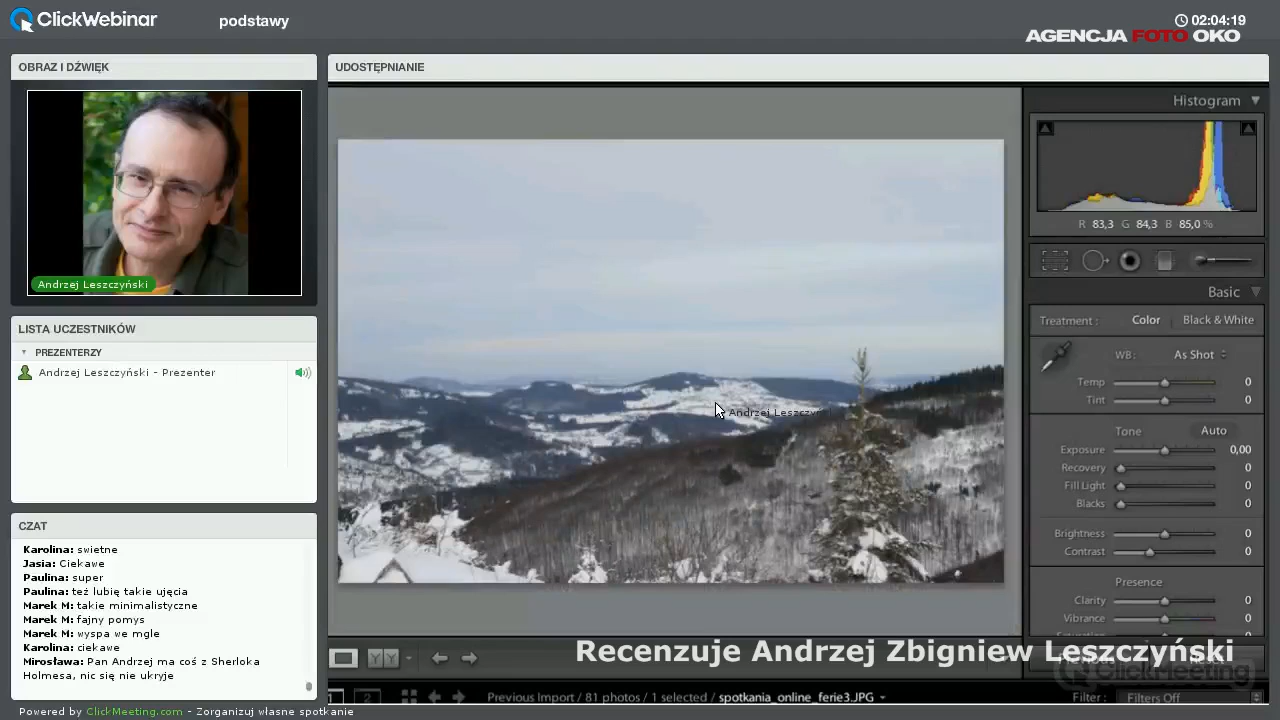 ClickWebinar
podstawy
02:04:19
AGENCJA FOTO OKO
OBRAZ I DŹWIĘK
UDOSTĘPNIANIE
Andrzej Leszczyński
LISTA UCZESTNIKÓW
PREZENTERZY
Andrzej Leszczyński - Prezenter
CZAT
Karolina: swietne
Jasia: Ciekawe
Paulina: super
Paulina: też lubię takie ujęcia
Marek M: takie minimalistyczne
Marek M: fajny pomys
Marek M: wyspa we mgle
Karolina: ciekawe
Mirosława: Pan Andrzej ma coś z Sherloka
Holmesa, nic się nie ukryje
Andrzej Leszczyński
Histogram
R 83,3 G 84,3 B 85,0 %
Basic
Treatment : Color Black & White
WB: As Shot
Temp 0
Tint 0
Tone Auto
Exposure 0,00
Recovery 0
Fill Light 0
Blacks 0
Brightness 0
Contrast 0
Presence
Clarity 0
Vibrance 0
Recenzuje Andrzej Zbigniew Leszczyński
ClickMeeting
YY
2
Previous Import / 81 photos / 1 selected / spotkania_online_ferie3.JPG
Filter : Filters Off
Powered by ClickMeeting.com - Zorganizuj własne spotkanie